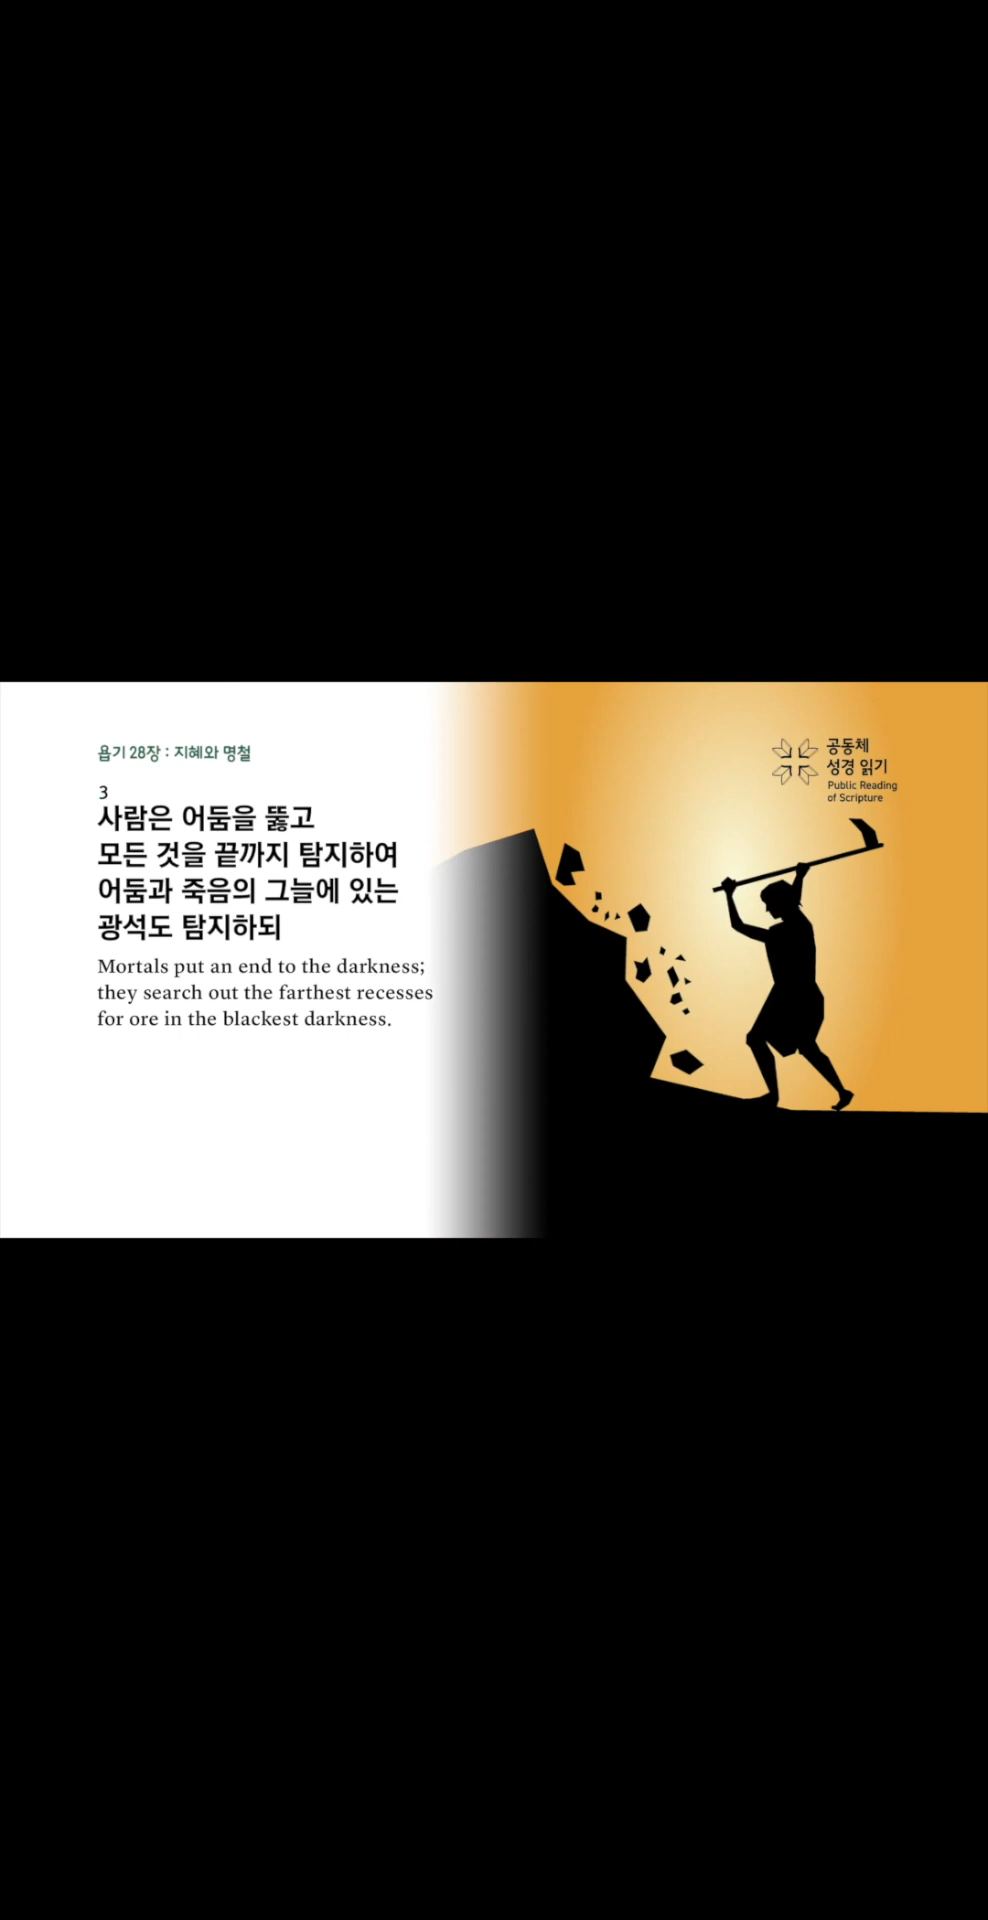 욥기 28장 : 지혜와 명철
3
사람은 어둠을 뚫고
모든 것을 끝까지 탐지하여
어둠과 죽음의 그늘에 있는
광석도 탐지하되
Mortals put an end to the darkness;
they search out the farthest recesses
for ore in the blackest darkness.
공동체
성경 읽기
Public Reading
of Scripture